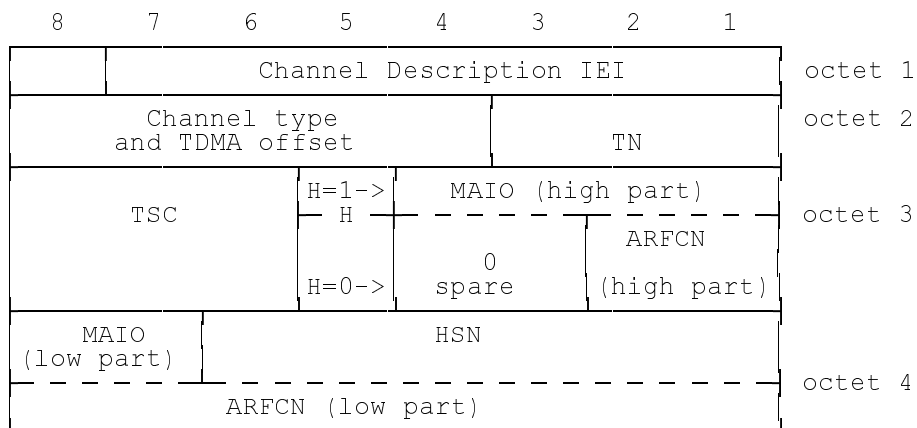 8 7 6 5 4 3 2 1
Channel Description IEI octet 1
Channel type octet 2
and TDMA offset TN
H=1-> MAIO (high part)
TSC H octet 3
ARFCN
0
H=0-> spare (high part)
MAIO HSN
(low part)
octet 4
ARFCN (low part)